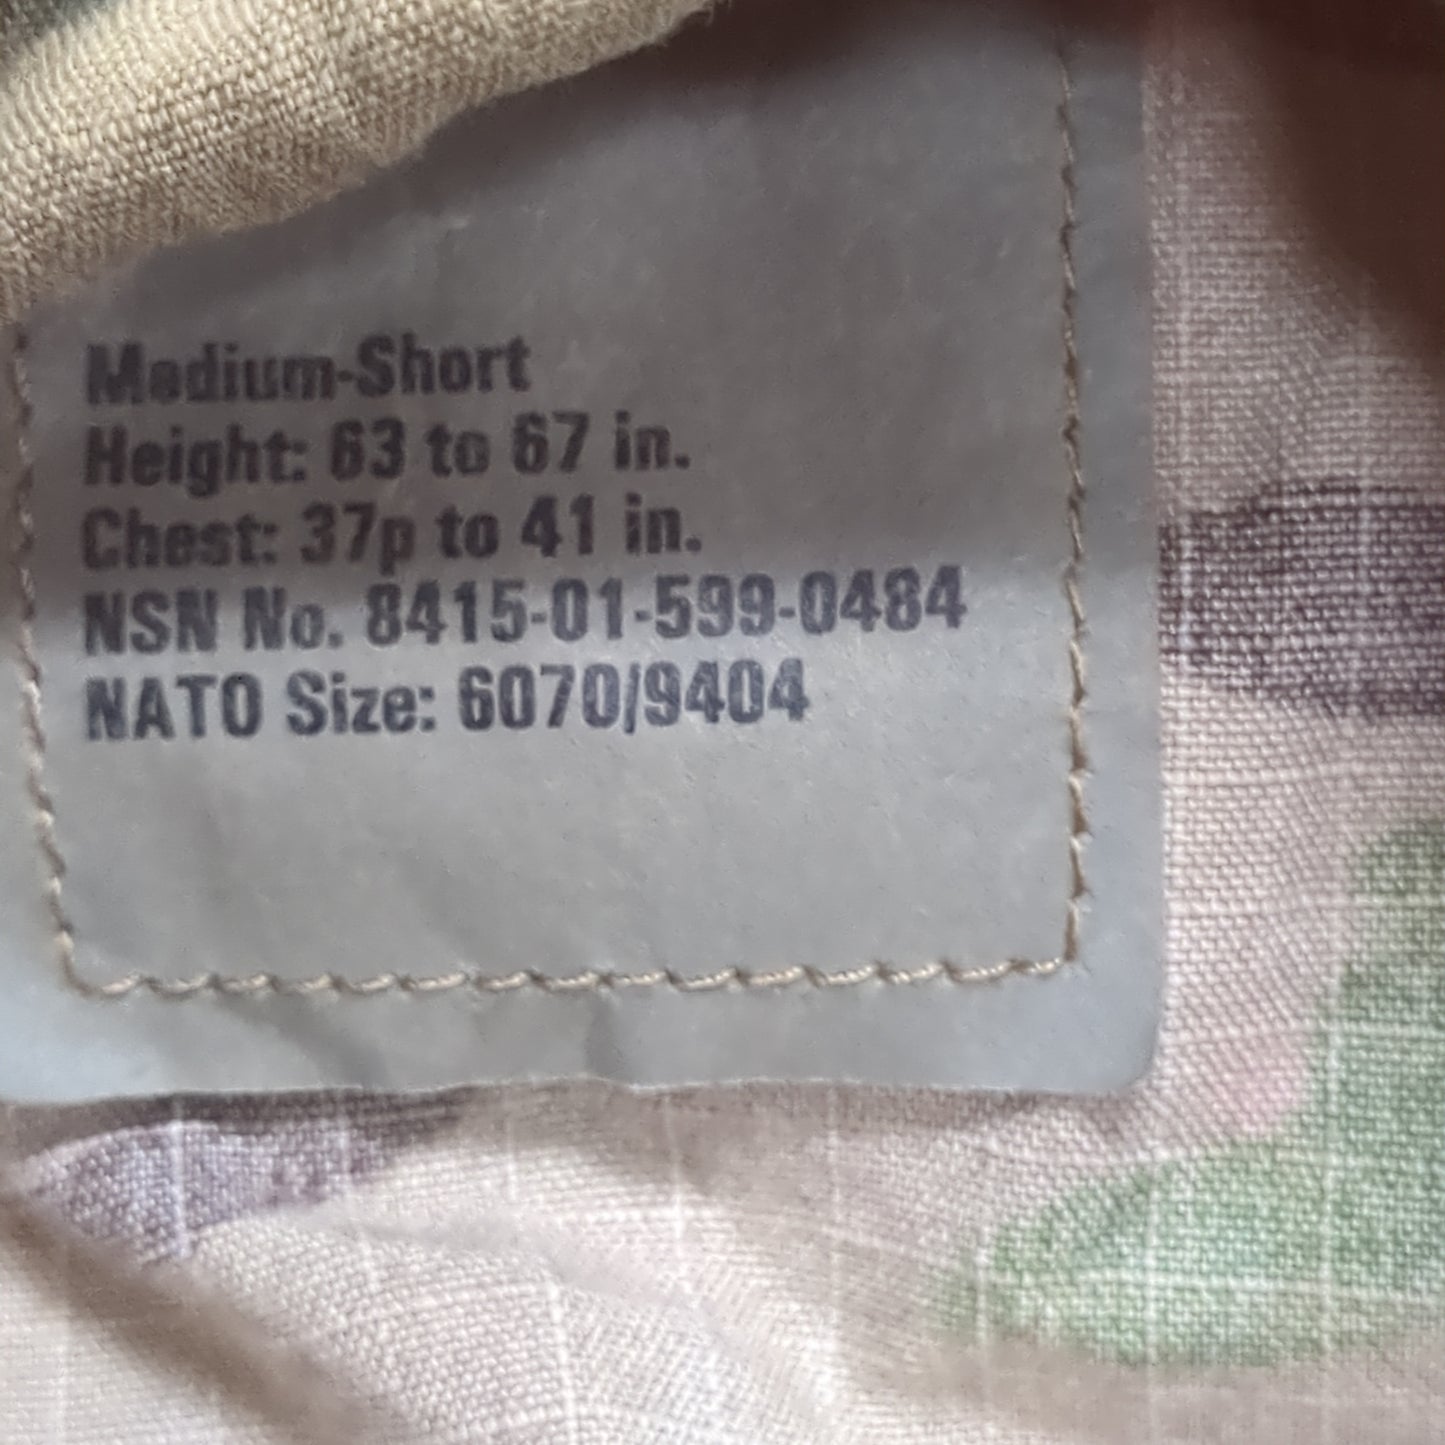 Medium-Short
Height: 63 to 67 in.
Chest: 37p to 41 in.
NSN No. 8415-01-599-0484
NATO Size: 6070/9404